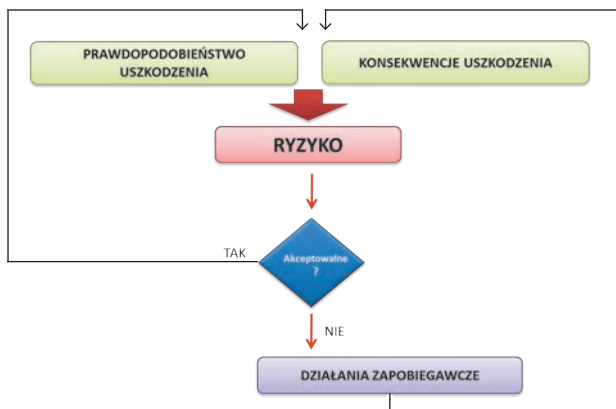 PRAWDOPODOBIEŃSTWO
USZKODZENIA
KONSEKWENCJE USZKODZENIA
RYZYKO
Akceptowalne
?
TAK
NIE
DZIAŁANIA ZAPOBIEGAWCZE